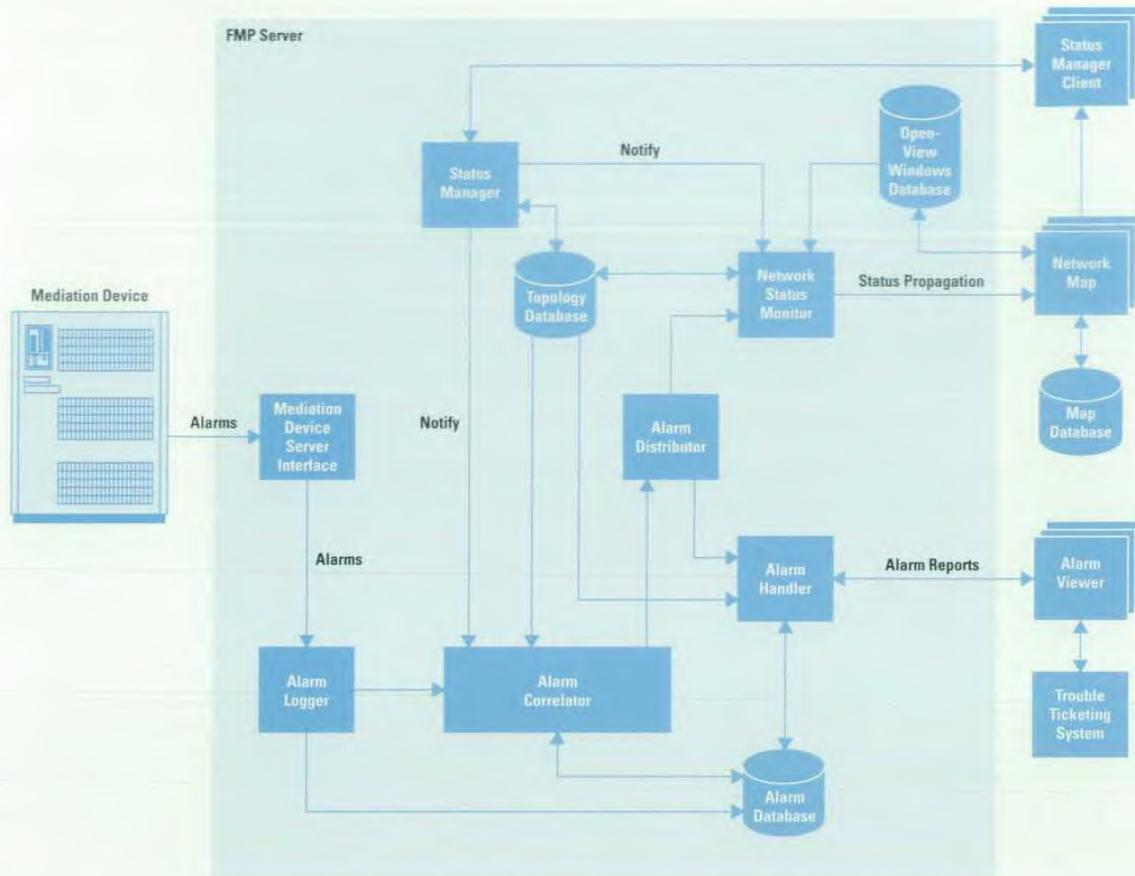 FMP Server
Status
Manager
Client
Open-
View
Windows
Database
Notify
Status
Manager
Network
Map
Topology
Database
Network
Status
Monitor
Status Propagation
Mediation Device
Map
Database
Alarms
Mediation
Device
Server
Interface
Notify
Alarm
Distributor
Alarms
Alarm
Handler
Alarm Reports
Alarm
Viewer
Alarm
Logger
Alarm
Correlator
Trouble
Ticketing
System
Alarm
Database